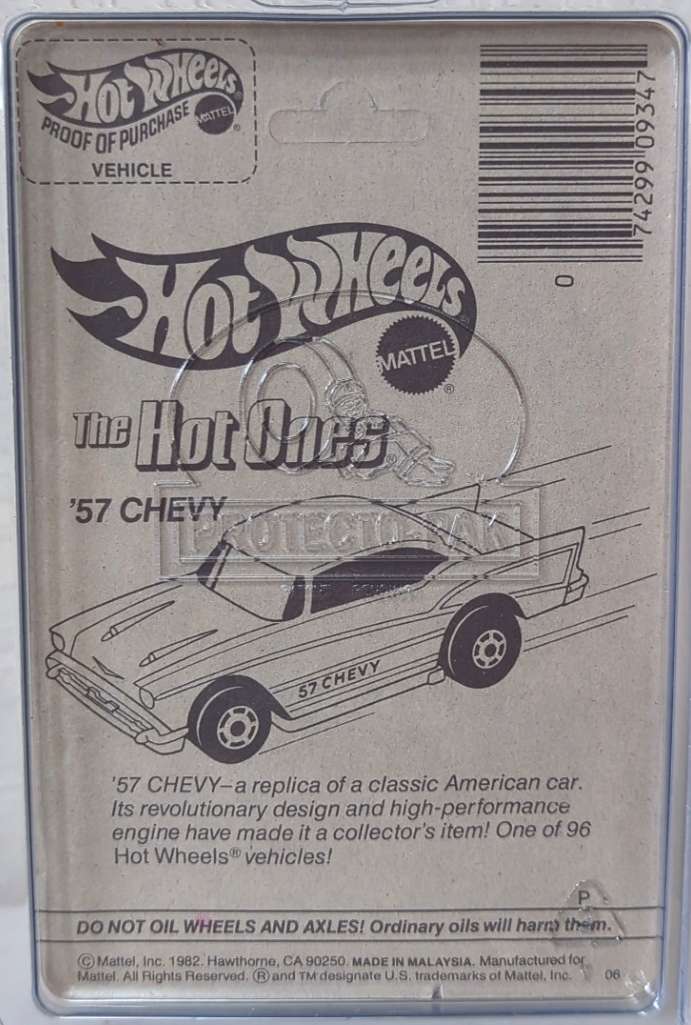 Hot Wheels
MATTEL®
PROOF OF PURCHASE
VEHICLE
74299 09347
0
Hot Wheels
MATTEL
®
The Hot Ones®
'57 CHEVY
PROTECTO-PAK
57 CHEVY
'57 CHEVY–a replica of a classic American car.
Its revolutionary design and high-performance
engine have made it a collector's item! One of 96
Hot Wheels® vehicles!
P
DO NOT OIL WHEELS AND AXLES! Ordinary oils will harm them.
©Mattel, Inc. 1982. Hawthorne, CA 90250. MADE IN MALAYSIA. Manufactured for
Mattel. All Rights Reserved. ® and TM designate U.S. trademarks of Mattel, Inc.
06